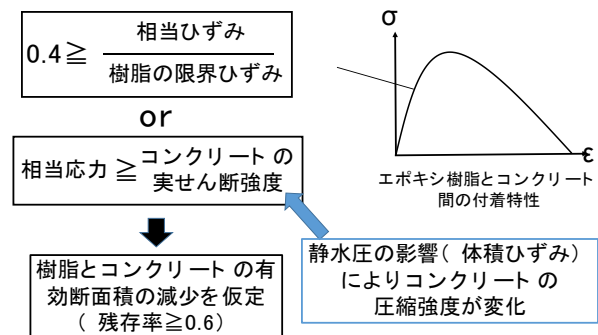 0.4≧ 相当ひずみ
樹脂の限界ひずみ
or
相当応力 ≧ コンクリートの
実せん断強度
樹脂とコンクリートの有
効断面積の減少を仮定
(残存率≧0.6)
σ
ε
エポキシ樹脂とコンクリート
間の付着特性
静水圧の影響(体積ひずみ)
によりコンクリートの
圧縮強度が変化